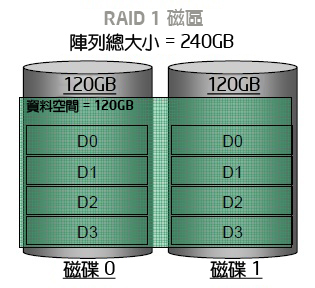 RAID 1 磁區
陣列總大小 = 240GB
120GB 120GB
資料空間 = 120GB
D0 D0
D1 D1
D2 D2
D3 D3
磁碟 0 磁碟 1